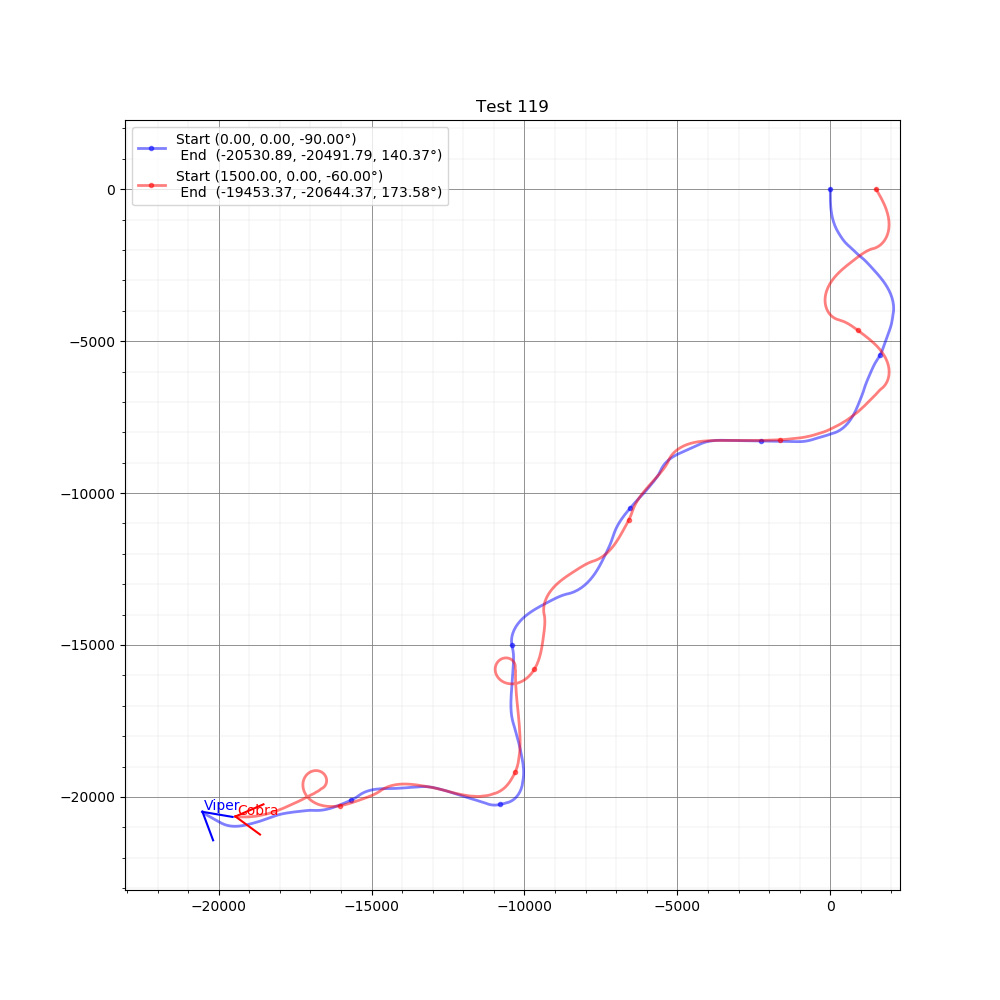 Test 119
Start (0.00, 0.00, -90.00°)
End  (-20530.89, -20491.79, 140.37°)
Start (1500.00, 0.00, -60.00°)
End  (-19453.37, -20644.37, 173.58°)
0
−5000
−10000
−15000
−20000
Viper
Cobra
−20000
−15000
−10000
−5000
0